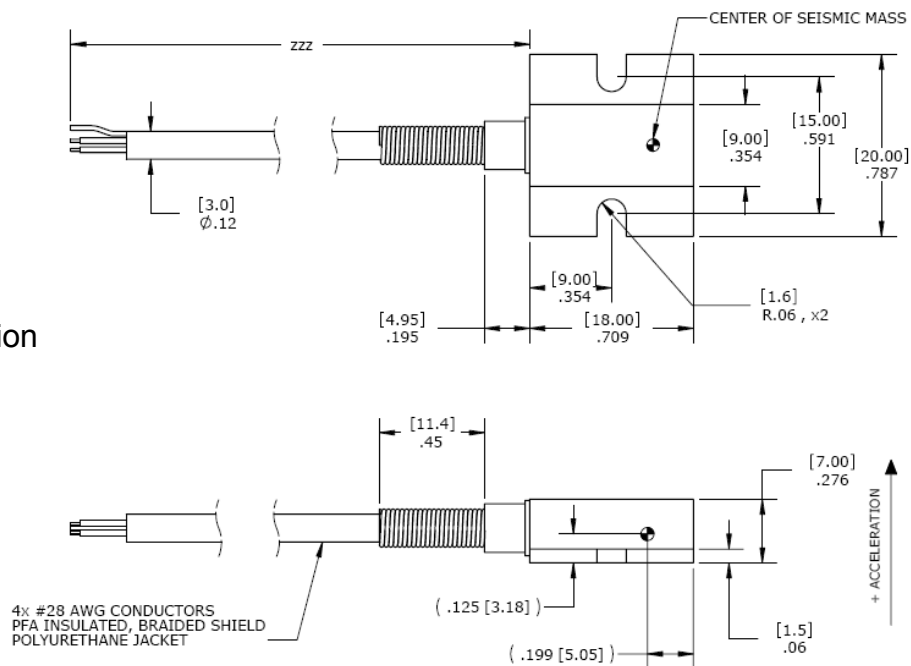 CENTER OF SEISMIC MASS
zzz
[9.00]
.354
[15.00]
.591
[20.00]
.787
[3.0]
Ø.12
[9.00]
.354
[1.6]
R.06 , x2
[4.95]
.195
[18.00]
.709
ion
[11.4]
.45
[7.00]
.276
+ ACCELERATION
4x #28 AWG CONDUCTORS
PFA INSULATED, BRAIDED SHIELD
POLYURETHANE JACKET
( .125 [3.18] )
[1.5]
.06
( .199 [5.05] )